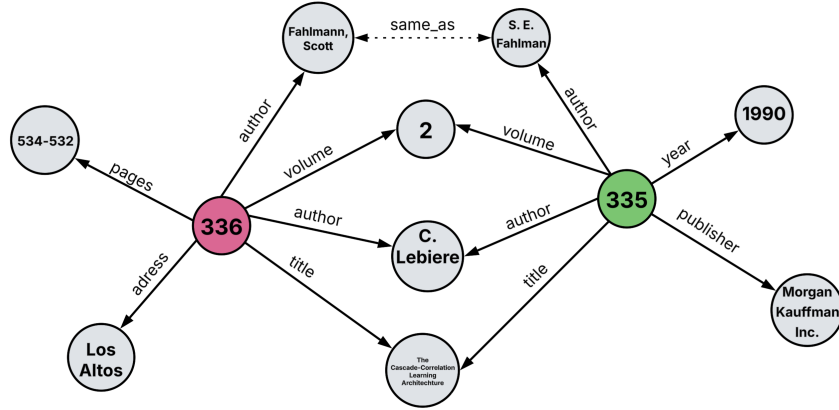 Fahlmann,
Scott
same_as
S. E.
Fahlman
author
author
534-532
pages
volume
2
volume
year
1990
336
author
C.
Lebiere
author
335
publisher
adress
title
title
Morgan
Kauffman
Inc.
Los
Altos
The
Cascade-Correlation
Learning
Architechture